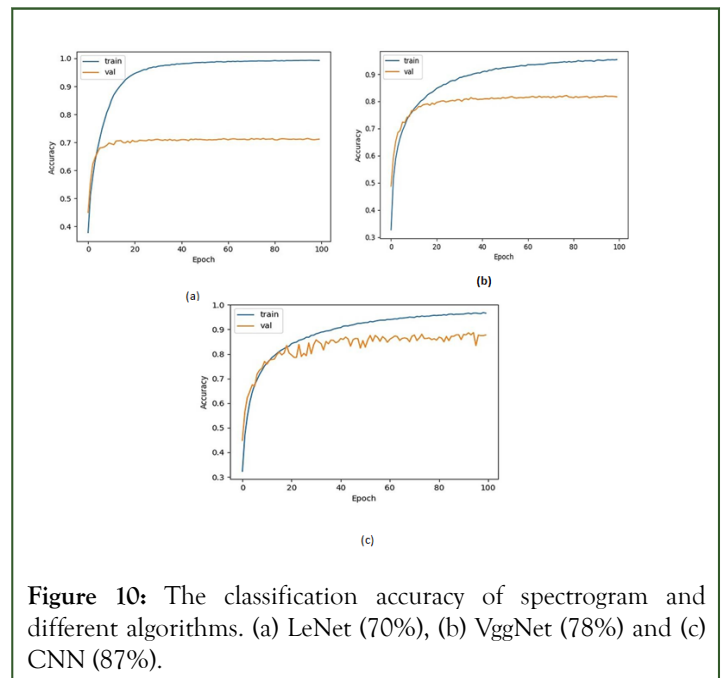 1.0
0.9
0.8
0.7
0.6
0.5
0.4
Accuracy
train
val
0 20 40 60 80 100
Epoch
(a)
0.9
0.8
0.7
0.6
0.5
0.4
0.3
Accuracy
train
val
0 20 40 60 80 100
Epoch
(b)
1.0
0.9
0.8
0.7
0.6
0.5
0.4
0.3
Accuracy
train
val
0 20 40 60 80 100
Epoch
(c)
Figure 10: The classification accuracy of spectrogram and
different algorithms. (a) LeNet (70%), (b) VggNet (78%) and (c)
CNN (87%).